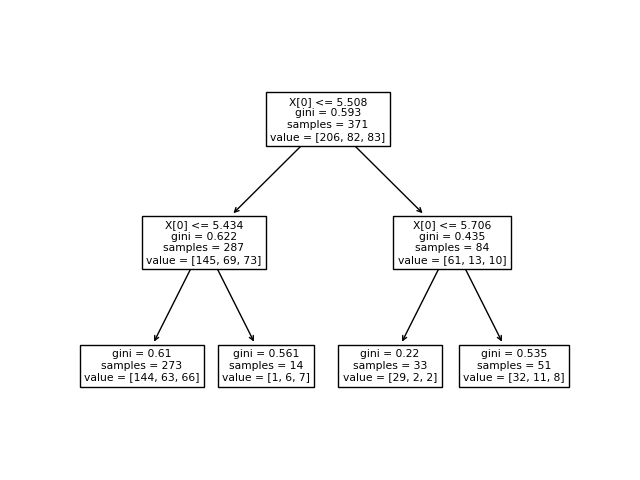 X[0] <= 5.508
gini = 0.593
samples = 371
value = [206, 82, 83]
X[0] <= 5.434
gini = 0.622
samples = 287
value = [145, 69, 73]
X[0] <= 5.706
gini = 0.435
samples = 84
value = [61, 13, 10]
gini = 0.61
samples = 273
value = [144, 63, 66]
gini = 0.561
samples = 14
value = [1, 6, 7]
gini = 0.22
samples = 33
value = [29, 2, 2]
gini = 0.535
samples = 51
value = [32, 11, 8]